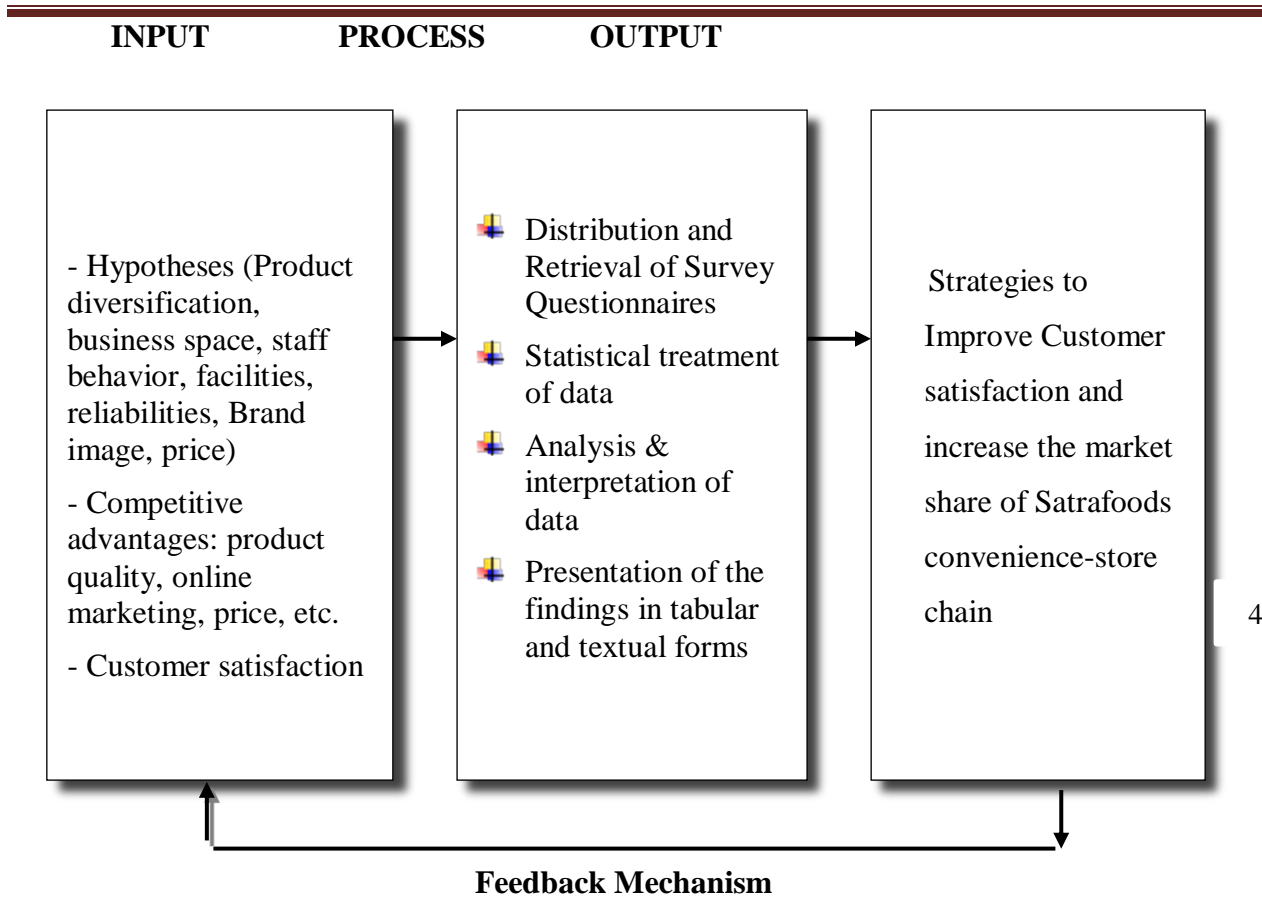 INPUT PROCESS OUTPUT
- Hypotheses (Product
diversification,
business space, staff
behavior, facilities,
reliabilities, Brand
image, price)
- Competitive
advantages: product
quality, online
marketing, price, etc.
- Customer satisfaction
Distribution and
Retrieval of Survey
Questionnaires
Statistical treatment
of data
Analysis &
interpretation of
data
Presentation of the
findings in tabular
and textual forms
Strategies to
Improve Customer
satisfaction and
increase the market
share of Satrafoods
convenience-store
chain
4
Feedback Mechanism